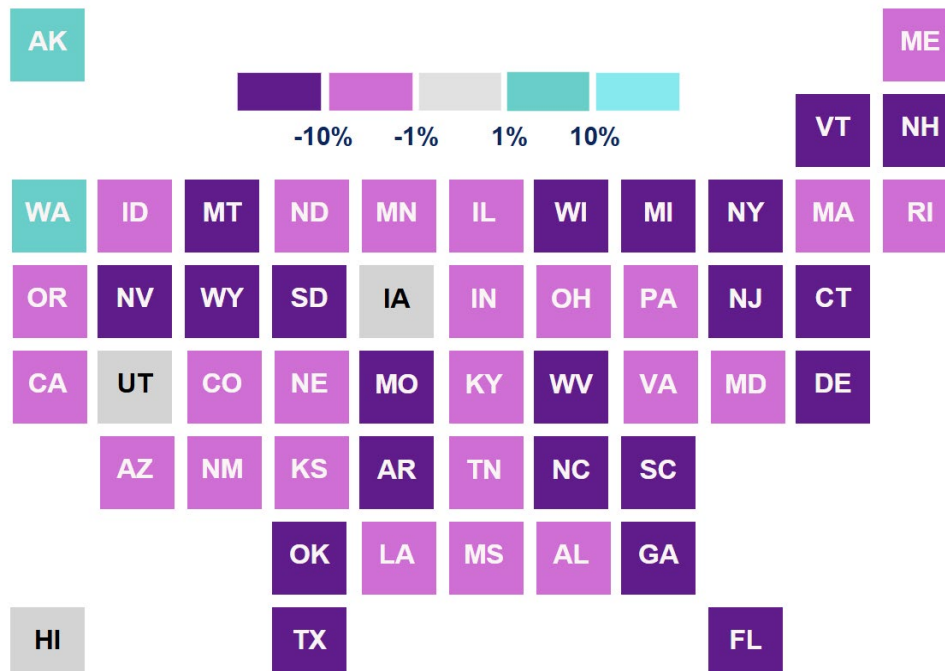 AK ME
-10% -1% 1% 10%
VT NH
WA ID MT ND MN IL WI MI NY MA RI
OR NV WY SD IA IN OH PA NJ CT
CA UT CO NE MO KY WV VA MD DE
AZ NM KS AR TN NC SC
OK LA MS AL GA
HI TX FL